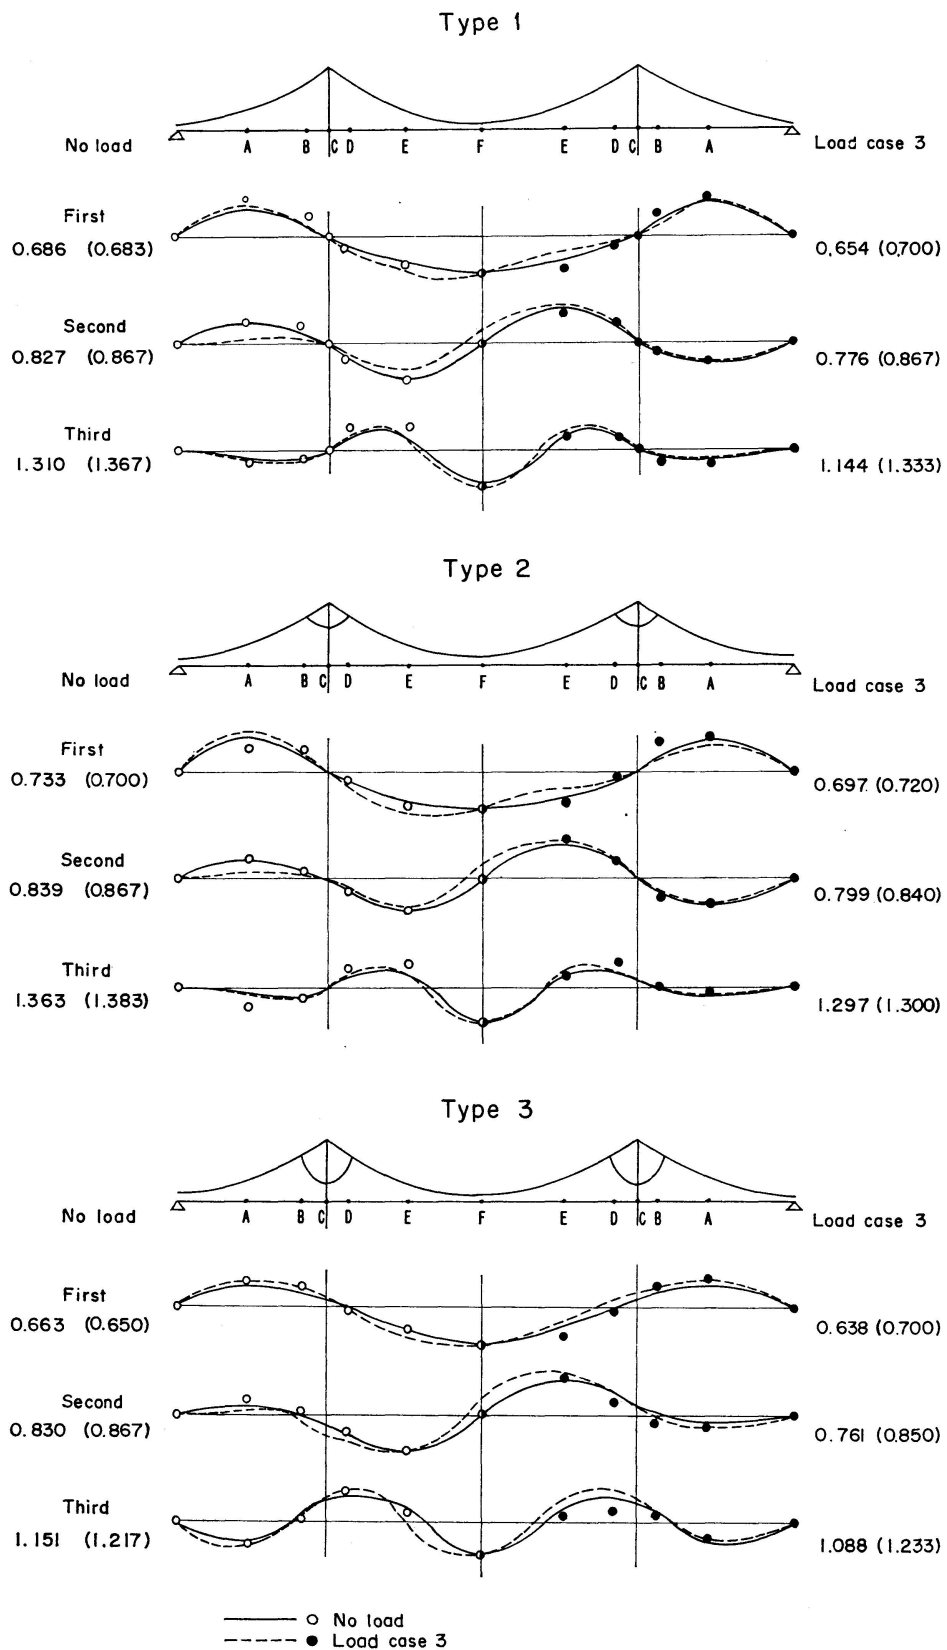 Type 1
No load A B C D E F E D C B A Load case 3
First
0.686 (0.683) 0.654 (0.700)
Second
0.827 (0.867) 0.776 (0.867)
Third
1.310 (1.367) 1.144 (1.333)
Type 2
No load A B C D E F E D C B A Load case 3
First
0.733 (0.700) 0.697 (0.720)
Second
0.839 (0.867) 0.799 (0.840)
Third
1.363 (1.383) 1.297 (1.300)
Type 3
No load A B C D E F E D C B A Load case 3
First
0.663 (0.650) 0.638 (0.700)
Second
0.830 (0.867) 0.761 (0.850)
Third
1.151 (1.217) 1.088 (1.233)
No load
Load case 3